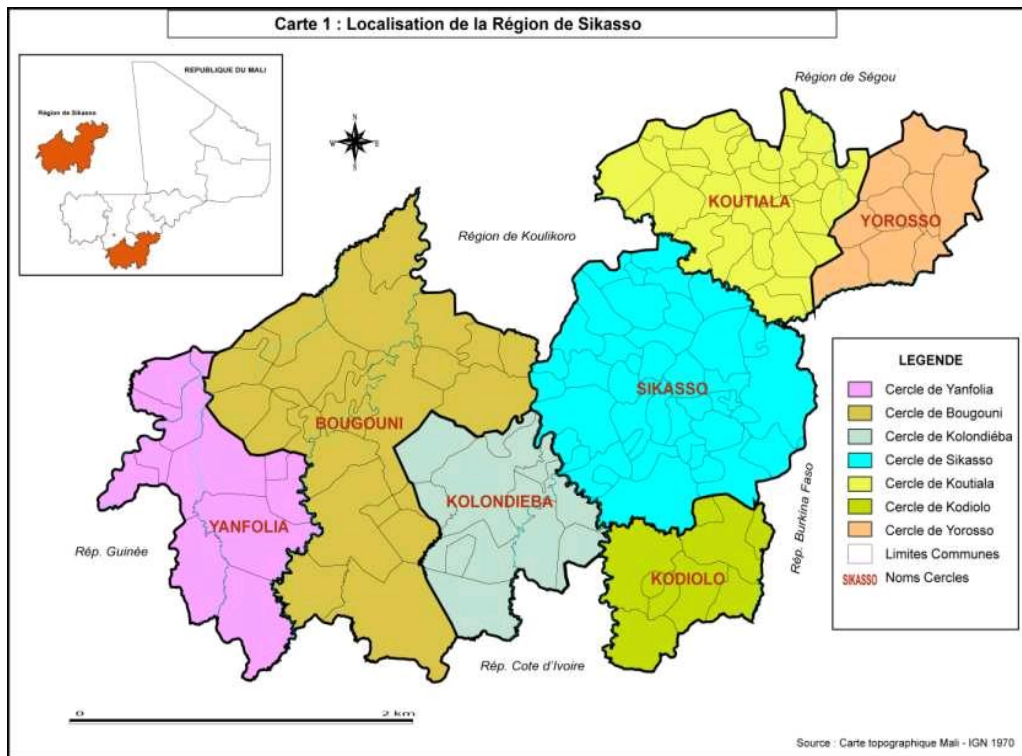 Carte 1 : Localisation de la Région de Sikasso
REPUBLIQUE DU MALI
Région de Sikasso
N
W E
Région de Ségou
KOUTIALA
YOROSSO
Région de Koulikoro
SIKASSO
BOUGOUNI
KOLONDIEBA
YANFOLIA
KODIOLO
Rép. Guinée
Rép. Burkina Faso
Rép. Cote d'Ivoire
LEGENDE
Cercle de Yanfolia
Cercle de Bougouni
Cercle de Kolondiéba
Cercle de Sikasso
Cercle de Koutiala
Cercle de Kodiolo
Cercle de Yorosso
Limites Communes
SIKASSO Noms Cercles
0 2 km
Source : Carte topographique Mali - IGN 1970